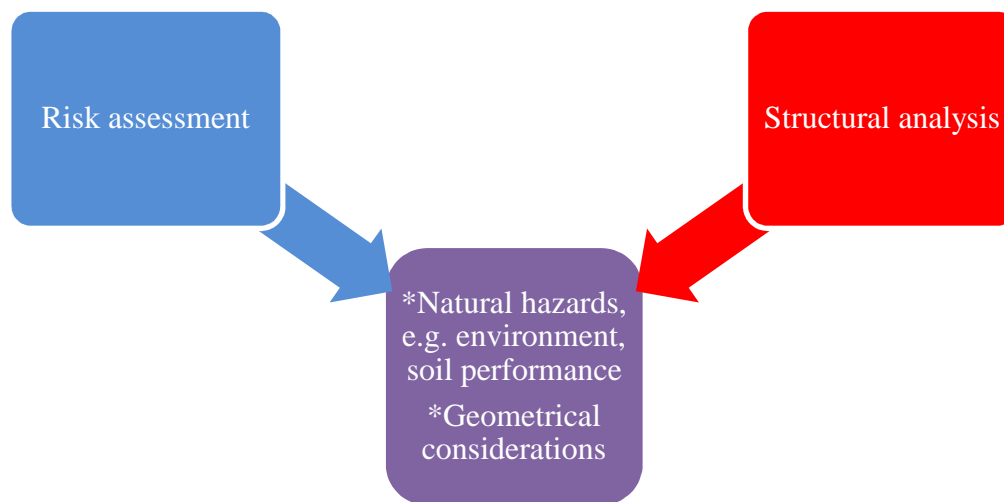 Risk assessment
Structural analysis
*Natural hazards,
e.g. environment,
soil performance
*Geometrical
considerations